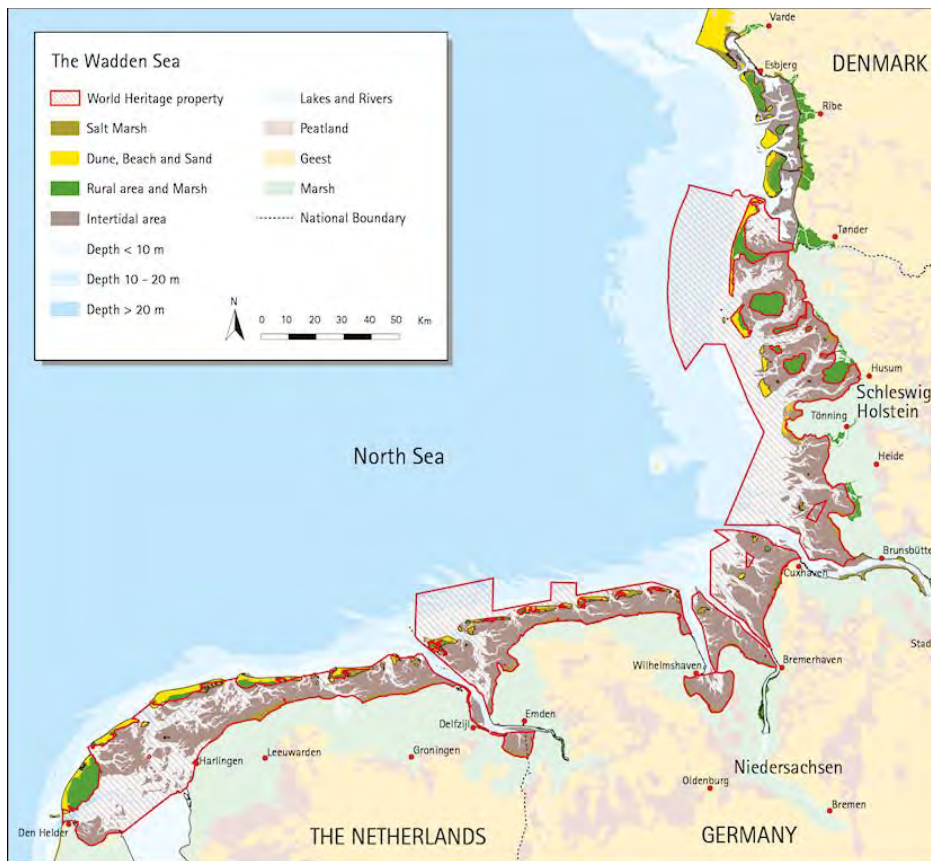 The Wadden Sea
World Heritage property
Salt Marsh
Dune, Beach and Sand
Rural area and Marsh
Intertidal area
Depth < 10 m
Depth 10 - 20 m
Depth > 20 m
Lakes and Rivers
Peatland
Geest
Marsh
National Boundary
N
0 10 20 30 40 50 Km
Varde
DENMARK
Esbjerg
Ribe
Tønder
Husum
Schleswig
Holstein
Tönning
North Sea
Heide
Brunsbütte
Cuxhaven
Stad
Wilhelmshaven
Bremerhaven
Emden
Delfzijl
Groningen
Leeuwarden
Harlingen
Niedersachsen
Oldenburg
Bremen
Den Helder
THE NETHERLANDS
GERMANY